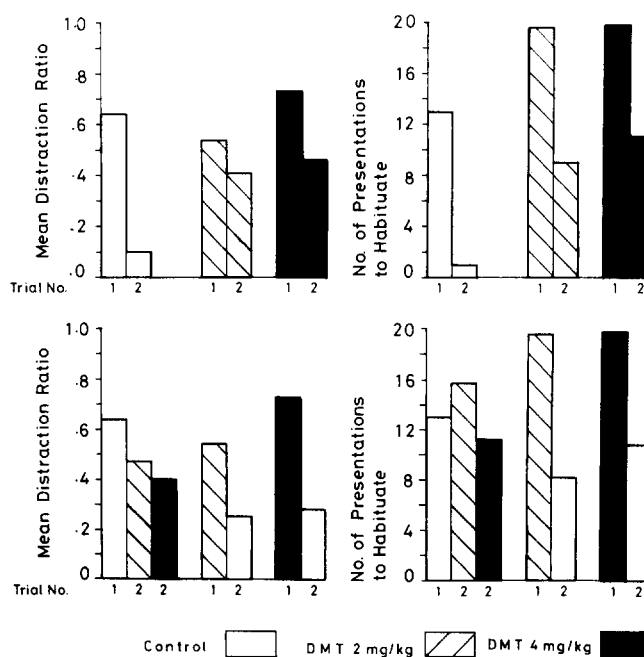 1.0
.8
.6
.4
.2
.0
Mean Distraction Ratio
Trial No.
1 2 1 2 1 2
20
16
12
8
4
0
No. of Presentations
to Habituate
1 2 1 2 1 2
1.0
.8
.6
.4
.2
0
Mean Distraction Ratio
Trial No.
1 2 2 1 2 1 2
20
16
12
8
4
0
No. of Presentations
to Habituate
1 2 2 1 2 1 2
Control DMT 2 mg/kg DMT 4 mg/kg